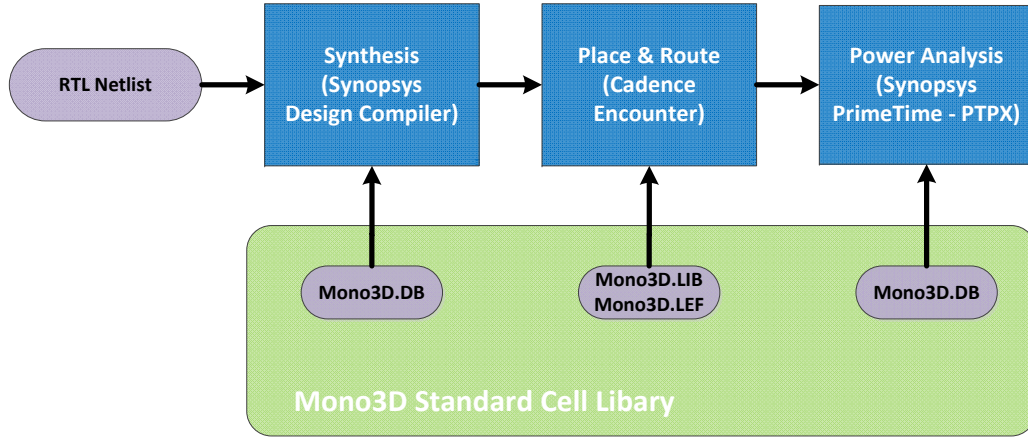 RTL Netlist
Synthesis
(Synopsys
Design Compiler)
Place & Route
(Cadence
Encounter)
Power Analysis
(Synopsys
PrimeTime - PTPX)
Mono3D.DB
Mono3D.LIB
Mono3D.LEF
Mono3D.DB
Mono3D Standard Cell Libary